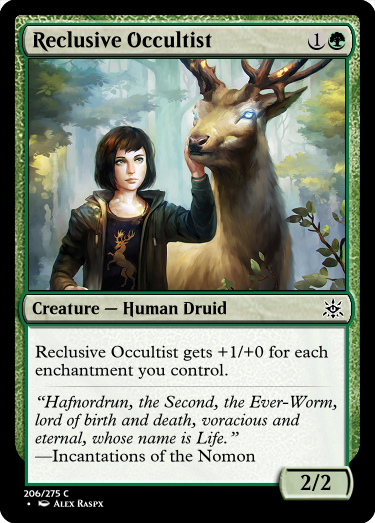 Reclusive Occultist 1
Creature — Human Druid
Reclusive Occultist gets +1/+0 for each
enchantment you control.
“Hafnordrun, the Second, the Ever-Worm,
lord of birth and death, voracious and
eternal, whose name is Life.”
—Incantations of the Nomon
2/2
206/275 C
• Alex Raspx